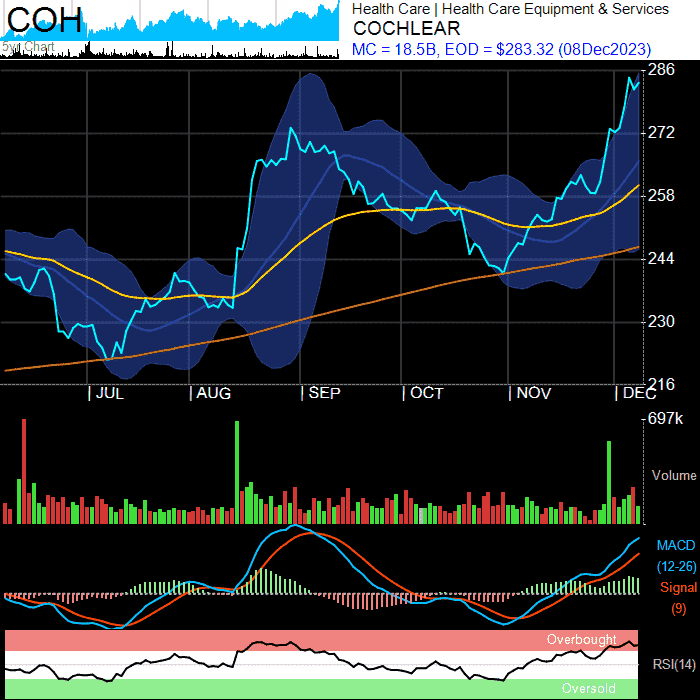 COH
5yr Chart
Health Care | Health Care Equipment & Services
COCHLEAR
MC = 18.5B, EOD = $283.32 (08Dec2023)
286
272
258
244
230
216
| JUL
| AUG
| SEP
| OCT
| NOV
| DEC
697k
Volume
MACD
(12-26)
Signal
(9)
Overbought
RSI(14)
Oversold